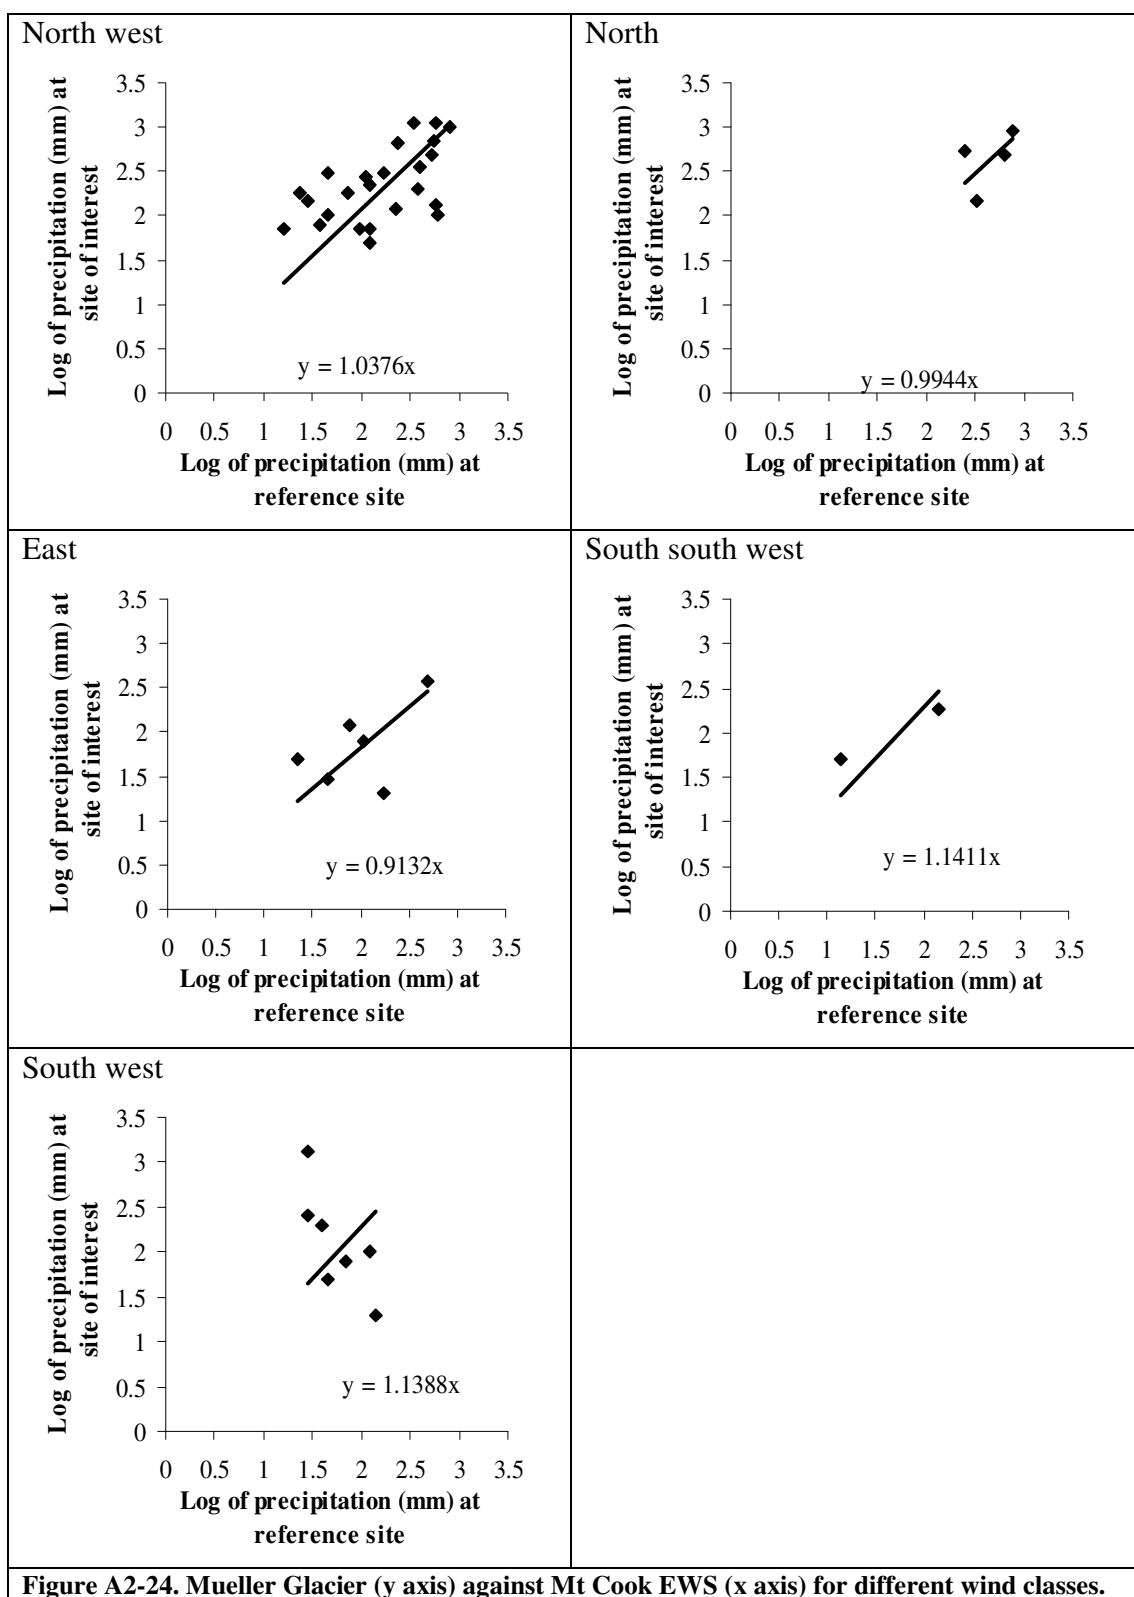 North west
Log of precipitation (mm) at
site of interest
3.5
3
2.5
2
1.5
1
0.5
0
y = 1.0376x
0 0.5 1 1.5 2 2.5 3 3.5
Log of precipitation (mm) at
reference site
North
Log of precipitation (mm) at
site of interest
3.5
3
2.5
2
1.5
1
0.5
0
y = 0.9944x
0 0.5 1 1.5 2 2.5 3 3.5
Log of precipitation (mm) at
reference site
East
Log of precipitation (mm) at
site of interest
3.5
3
2.5
2
1.5
1
0.5
0
y = 0.9132x
0 0.5 1 1.5 2 2.5 3 3.5
Log of precipitation (mm) at
reference site
South south west
Log of precipitation (mm) at
site of interest
3.5
3
2.5
2
1.5
1
0.5
0
y = 1.1411x
0 0.5 1 1.5 2 2.5 3 3.5
Log of precipitation (mm) at
reference site
South west
Log of precipitation (mm) at
site of interest
3.5
3
2.5
2
1.5
1
0.5
0
y = 1.1388x
0 0.5 1 1.5 2 2.5 3 3.5
Log of precipitation (mm) at
reference site
Figure A2-24. Mueller Glacier (y axis) against Mt Cook EWS (x axis) for different wind classes.